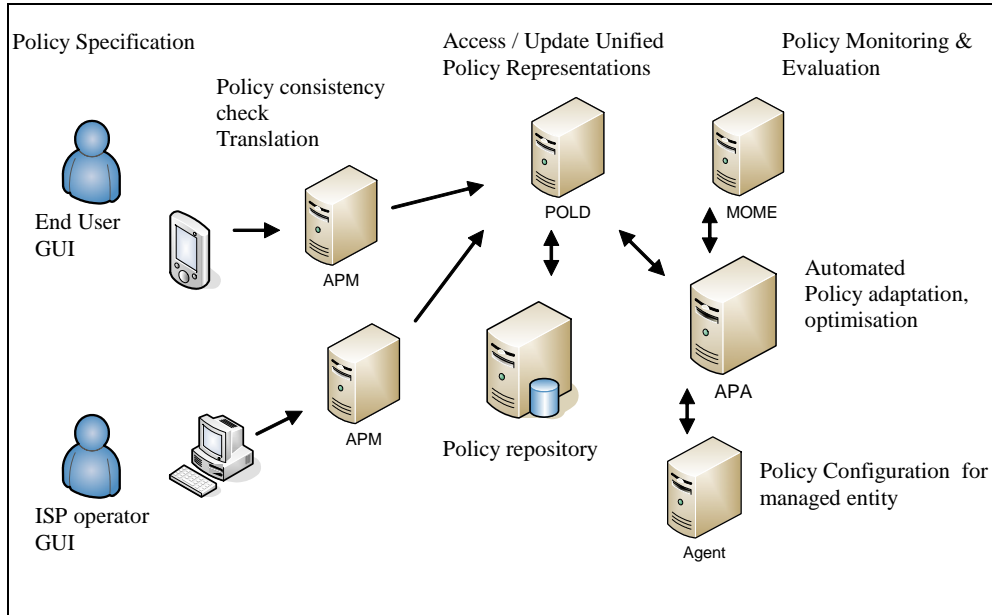 Policy Specification
Access / Update Unified
Policy Representations
Policy Monitoring &
Evaluation
Policy consistency
check
Translation
End User
GUI
APM
POLD
MOME
Automated
Policy adaptation,
optimisation
APM
APA
Policy repository
Policy Configuration for
managed entity
ISP operator
GUI
Agent